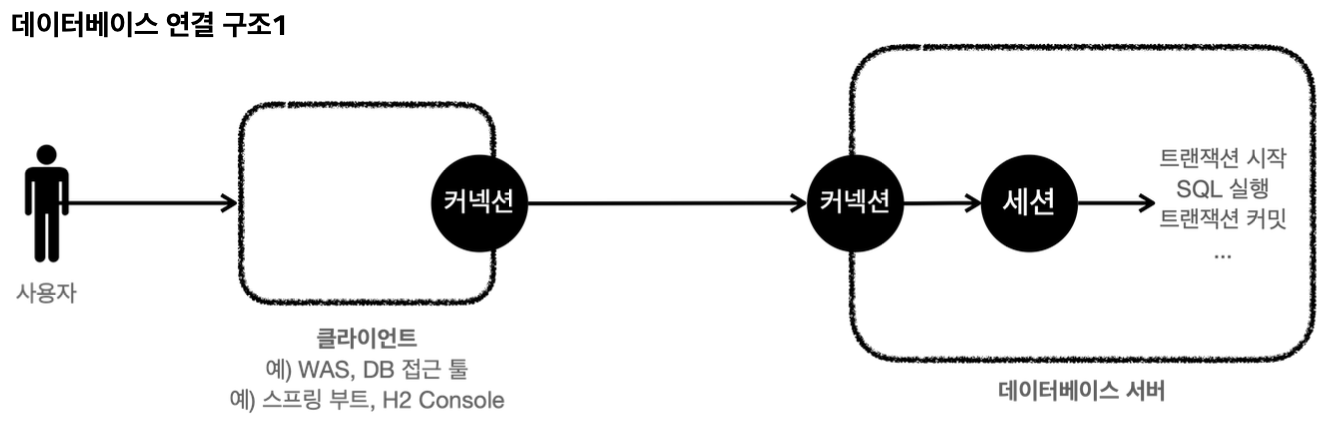 데이터베이스 연결 구조1
사용자
커넥션
클라이언트
예) WAS, DB 접근 툴
예) 스프링 부트, H2 Console
커넥션
세션
트랜잭션 시작
SQL 실행
트랜잭션 커밋
...
데이터베이스 서버